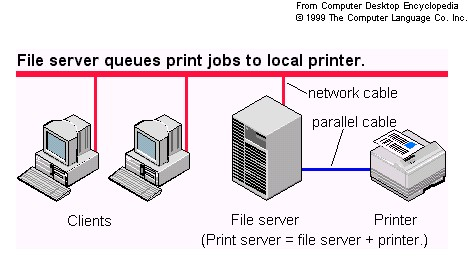 From Computer Desktop Encyclopedia
© 1999 The Computer Language Co. Inc.
File server queues print jobs to local printer.
network cable
parallel cable
Clients
File server
Printer
(Print server = file server + printer.)